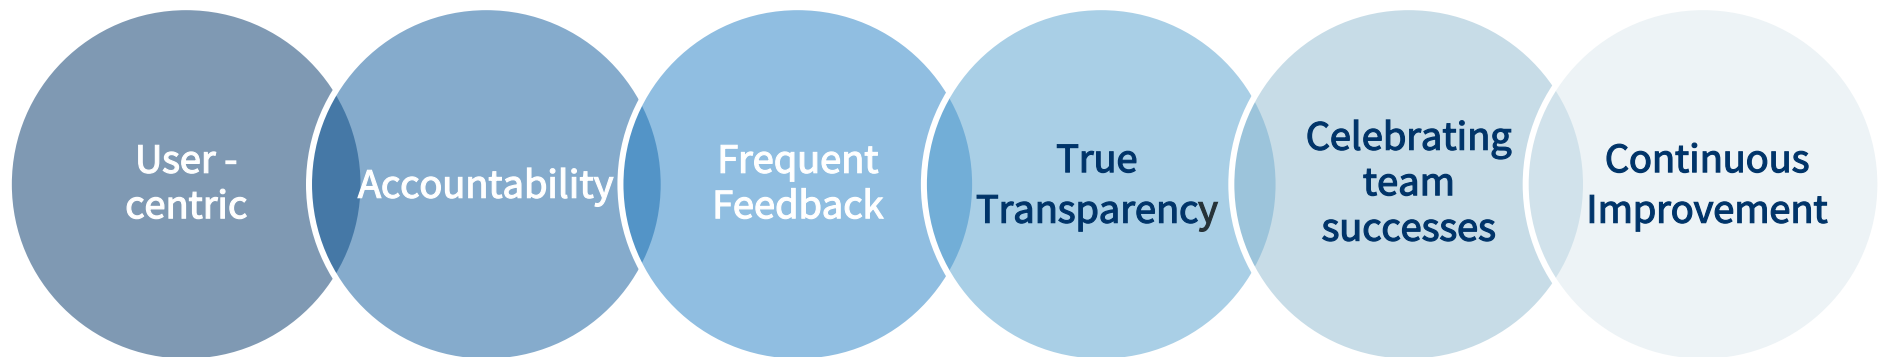 User -
centric
Accountability
Frequent
Feedback
True
Transparency
Celebrating
team
successes
Continuous
Improvement